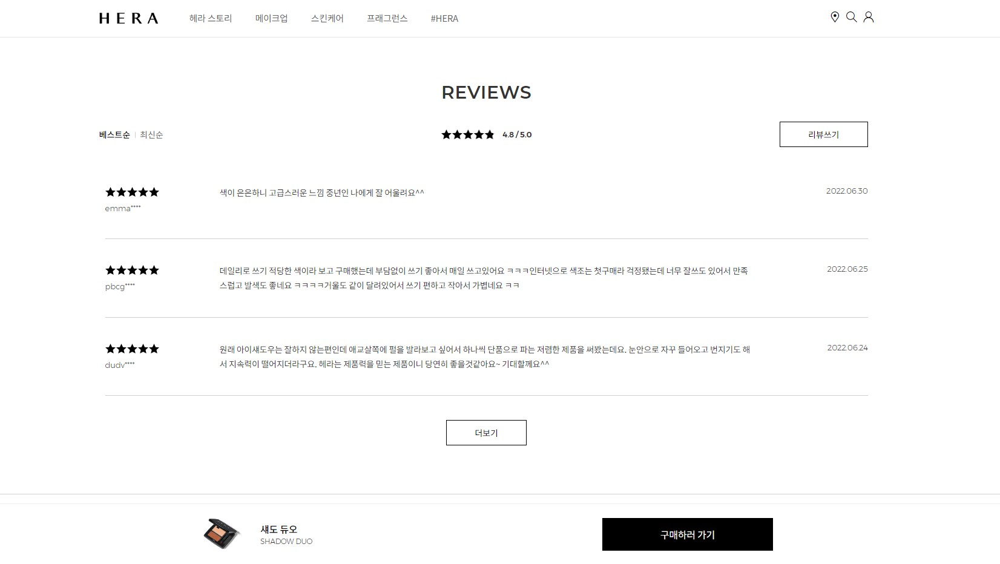 HERA 헤라 스토리 메이크업 스킨케어 프래그런스 #HERA
REVIEWS
베스트순 최신순 4.8 / 5.0 리뷰쓰기
색이 은은하니 고급스러운 느낌 중년인 나에게 잘 어울려요^^ 2022.06.30
emma****
데일리로 쓰기 적당한 색이라 보고 구매했는데 부담없이 쓰기 좋아서 매일 쓰고있어요 ㅋㅋㅋ인터넷으로 색조는 첫구매라 걱정됐는데 너무 잘쓰도 있어서 만족 2022.06.25
pbcg**** 스럽고 발색도 좋네요 ㅋㅋㅋㅋ거울도 같이 달려있어서 쓰기 편하고 작아서 가볍네요 ㅋㅋ
원래 아이섀도우는 잘하지 않는편인데 애교살쪽에 펄을 발라보고 싶어서 하나씩 단품으로 파는 저렴한 제품을 써봤는데요. 눈안으로 자꾸 들어오고 번지기도 해 2022.06.24
dudv**** 서 지속력이 떨어지더라구요. 헤라는 제품력을 믿는 제품이니 당연히 좋을것같아요~ 기대할께요^^
더보기
섀도 듀오
SHADOW DUO
구매하러 가기